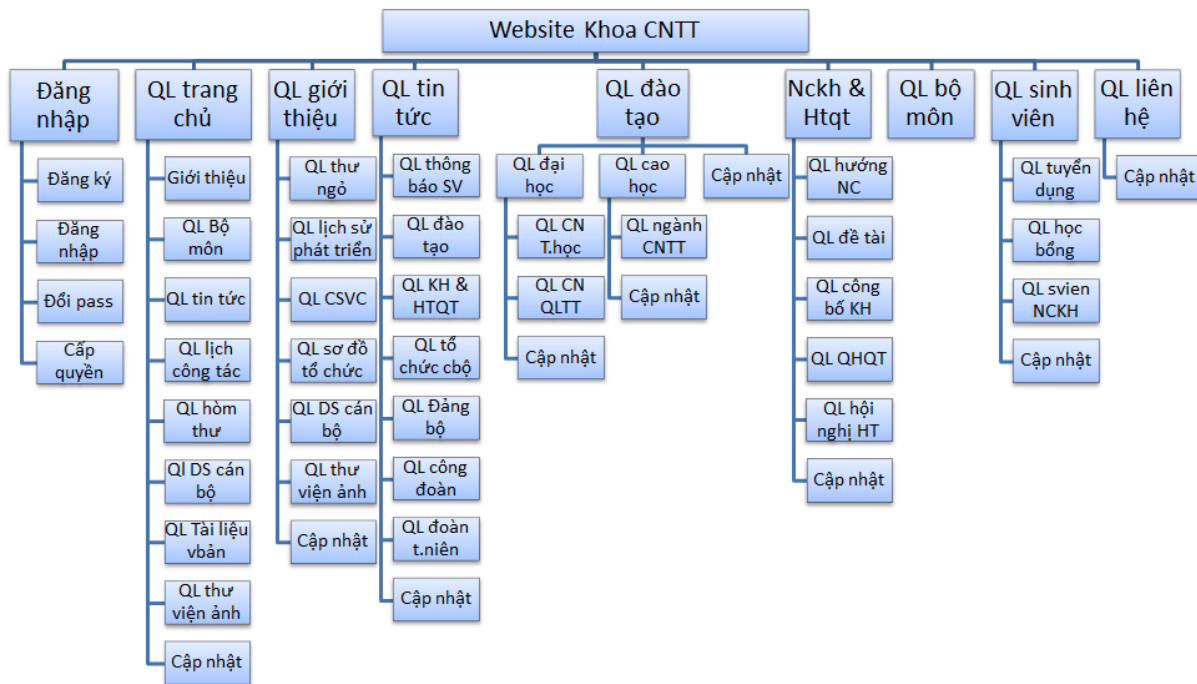 Website Khoa CNTT
Đăng
nhập
QL trang
chủ
QL giới
thiệu
QL tin
tức
QL đào
tạo
Nckh &
Htqt
QL bộ
môn
QL sinh
viên
QL liên
hệ
Đăng ký
Đăng
nhập
Đổi pass
Cấp
quyền
Giới thiệu
QL Bộ
môn
QL tin tức
QL lịch
công tác
QL hòm
thư
Ql DS cán
bộ
QL Tài liệu
vbản
QL thư
viện ảnh
Cập nhật
QL thư
ngỏ
QL lịch sử
phát triển
QL CSVC
QL sơ đồ
tổ chức
QL DS cán
bộ
QL thư
viện ảnh
Cập nhật
QL thông
báo SV
QL đào
tạo
QL KH &
HTQT
QL tổ
chức cbộ
QL Đảng
bộ
QL công
đoàn
QL đoàn
t.niên
Cập nhật
QL đại
học
QL CN
T.học
QL CN
QLTT
Cập nhật
QL cao
học
QL ngành
CNTT
Cập nhật
Cập nhật
QL hướng
NC
QL đề tài
QL công
bố KH
QL QHQT
QL hội
nghị HT
Cập nhật
QL tuyển
dụng
QL học
bổng
QL svien
NCKH
Cập nhật
Cập nhật